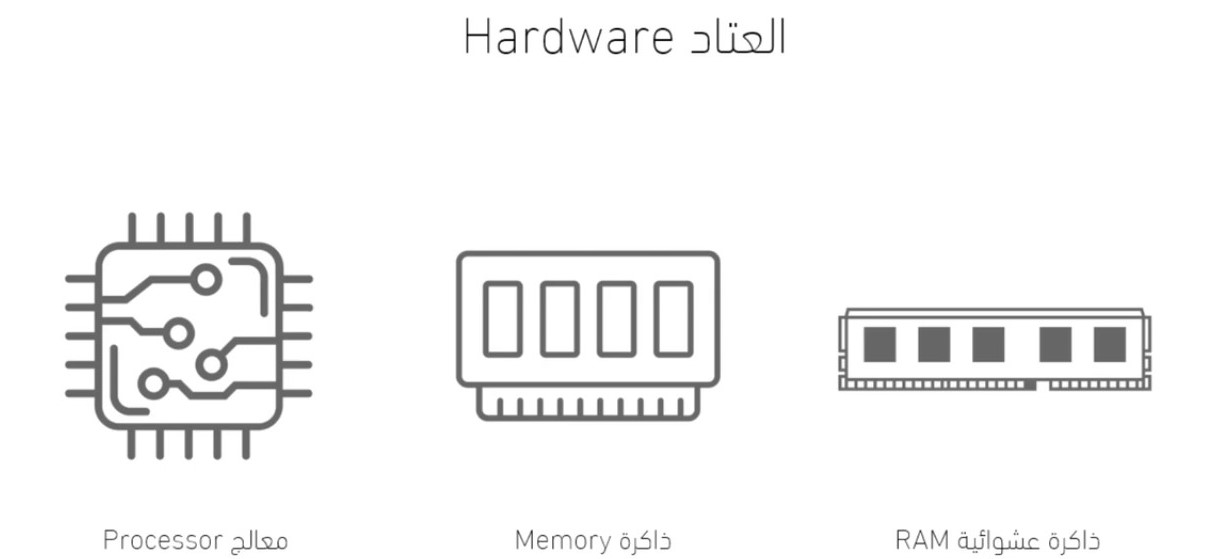 العتاد Hardware
معالج Processor
ذاكرة Memory
ذاكرة عشوائية RAM